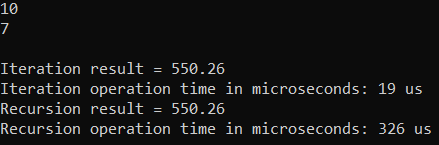 10
7

Iteration result = 550.26
Iteration operation time in microseconds: 19 us
Recursion result = 550.26
Recursion operation time in microseconds: 326 us